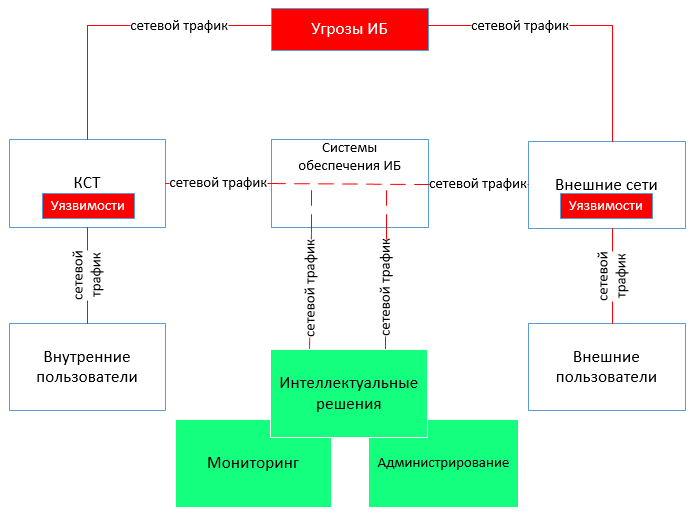 сетевой трафик
Угрозы ИБ
сетевой трафик
КСТ
Уязвимости
сетевой трафик
Системы
обеспечения ИБ
сетевой трафик
Внешние сети
Уязвимости
сетевой
трафик
сетевой трафик
сетевой трафик
сетевой
трафик
Внутренние
пользователи
Интеллектуальные
решения
Внешние
пользователи
Мониторинг
Администрирование